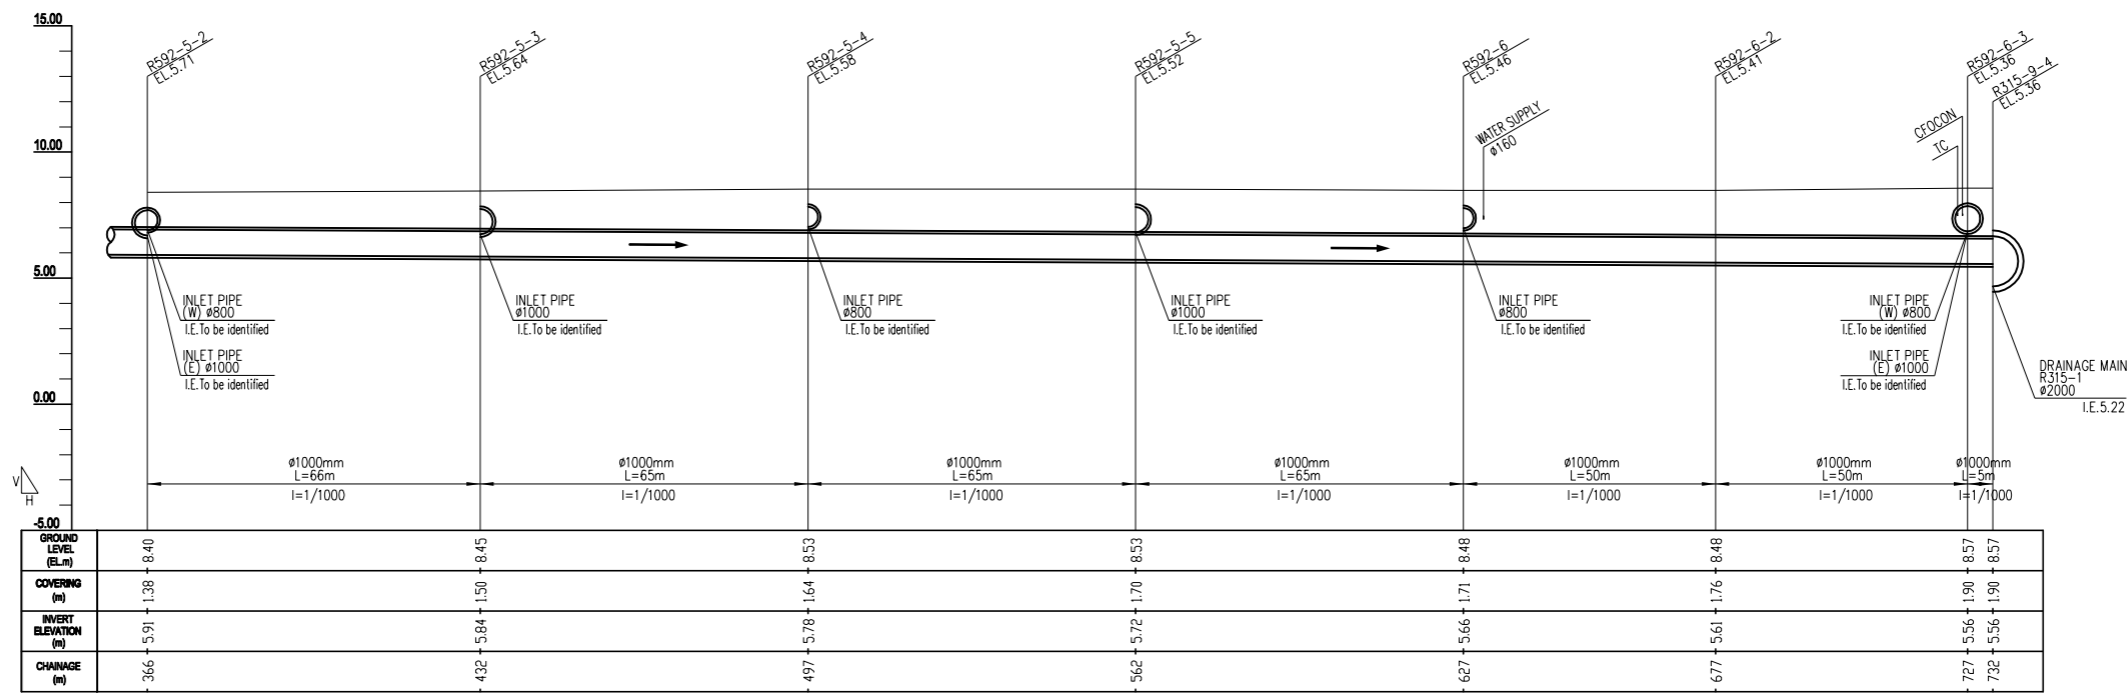 15.00
10.00
5.00
0.00
-5.00
V
H
R592-5-2
EL.5.71
R592-5-3
EL.5.64
R592-5-4
EL.5.58
R592-5-5
EL.5.52
R592-6
EL.5.46
R592-6-2
EL.5.41
R592-6-3
EL.5.36
R315-9-4
EL.5.36
WATER SUPPLY
ø160
CFOCON
TC
INLET PIPE
(W) ø800
I.E.To be identified
INLET PIPE
(E) ø1000
I.E.To be identified
INLET PIPE
ø1000
I.E.To be identified
INLET PIPE
ø800
I.E.To be identified
INLET PIPE
ø1000
I.E.To be identified
INLET PIPE
ø800
I.E.To be identified
INLET PIPE
(W) ø800
I.E.To be identified
INLET PIPE
(E) ø1000
I.E.To be identified
DRAINAGE MAIN
R315-1
ø2000
I.E.5.22
ø1000mm
L=66m
I=1/1000
ø1000mm
L=65m
I=1/1000
ø1000mm
L=65m
I=1/1000
ø1000mm
L=65m
I=1/1000
ø1000mm
L=50m
I=1/1000
ø1000mm
L=50m
I=1/1000
ø1000mm
L=5m
I=1/1000
GROUND
LEVEL
(EL.m)
8.40 8.45 8.53 8.53 8.48 8.48 8.57 8.57
COVERING
(m)
1.38 1.50 1.64 1.70 1.71 1.76 1.90 1.90
INVERT
ELEVATION
(m)
5.91 5.84 5.78 5.72 5.66 5.61 5.56 5.56
CHAINAGE
(m)
366 432 497 562 627 677 727 732